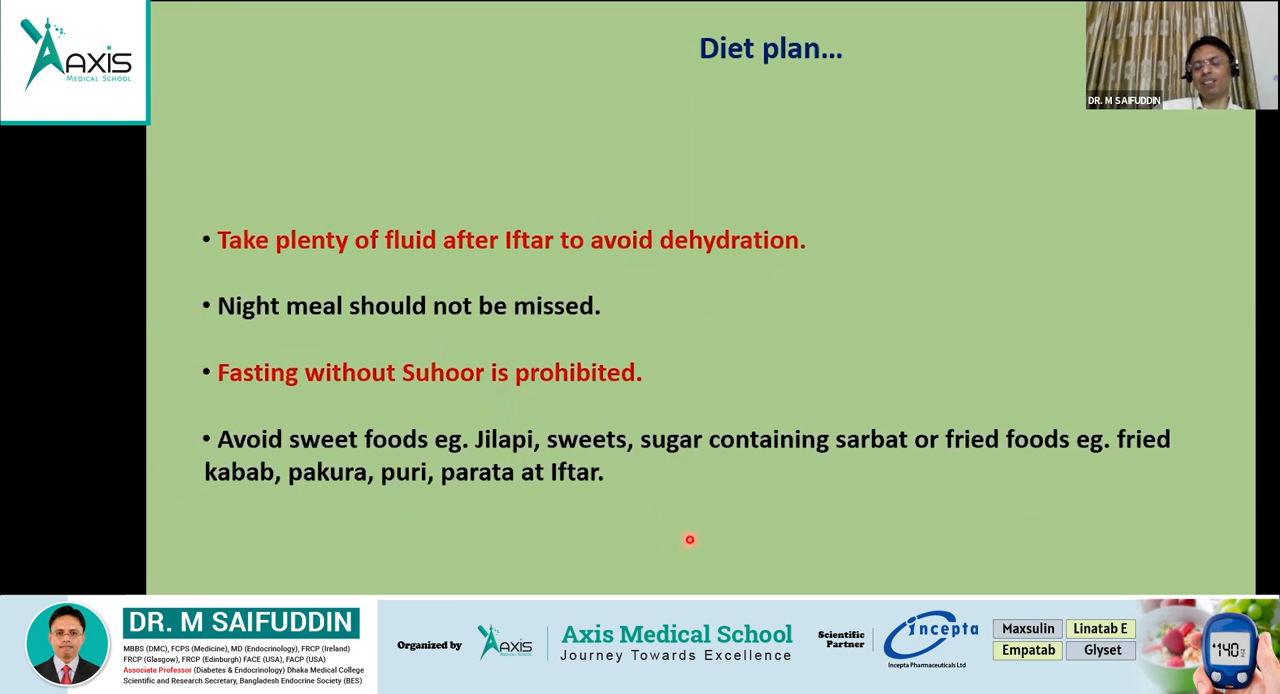 AXIS
MEDICAL SCHOOL
Diet plan...
DR. M SAIFUDDIN
• Take plenty of fluid after Iftar to avoid dehydration.
• Night meal should not be missed.
• Fasting without Suhoor is prohibited.
• Avoid sweet foods eg. Jilapi, sweets, sugar containing sarbat or fried foods eg. fried
kabab, pakura, puri, parata at Iftar.
DR. M SAIFUDDIN
MBBS (DMC), FCPS (Medicine), MD (Endocrinology), FRCP (Ireland)
FRCP (Glasgow), FRCP (Edinburgh) FACE (USA), FACP (USA)
Associate Professor (Diabetes & Endocrinology) Dhaka Medical College
Scientific and Research Secretary, Bangladesh Endocrine Society (BES)
Organized by
AXIS
MEDICAL SCHOOL
Axis Medical School
Journey Towards Excellence
Scientific
Partner
incepta
Incepta Pharmaceuticals Ltd
Maxsulin
Linatab E
Empatab
Glyset
140